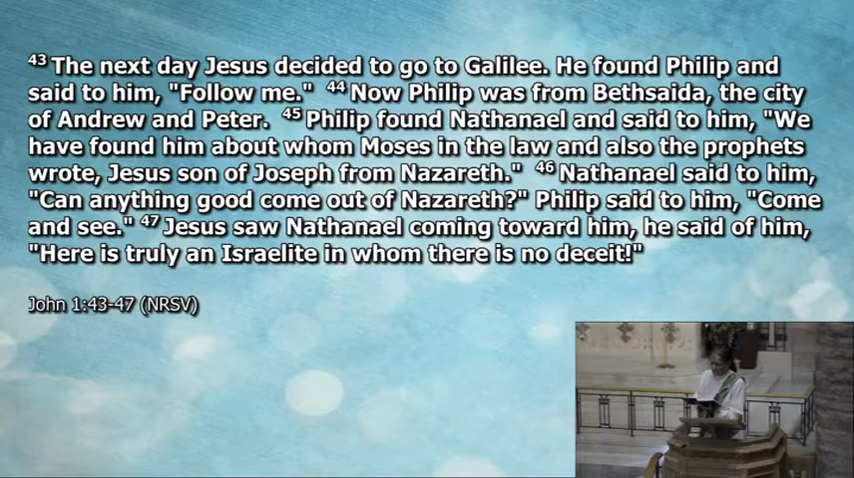 43 The next day Jesus decided to go to Galilee. He found Philip and
said to him, "Follow me."  44 Now Philip was from Bethsaida, the city
of Andrew and Peter.  45 Philip found Nathanael and said to him, "We
have found him about whom Moses in the law and also the prophets
wrote, Jesus son of Joseph from Nazareth."  46 Nathanael said to him,
"Can anything good come out of Nazareth?" Philip said to him, "Come
and see." 47 Jesus saw Nathanael coming toward him, he said of him,
"Here is truly an Israelite in whom there is no deceit!"
John 1:43-47 (NRSV)